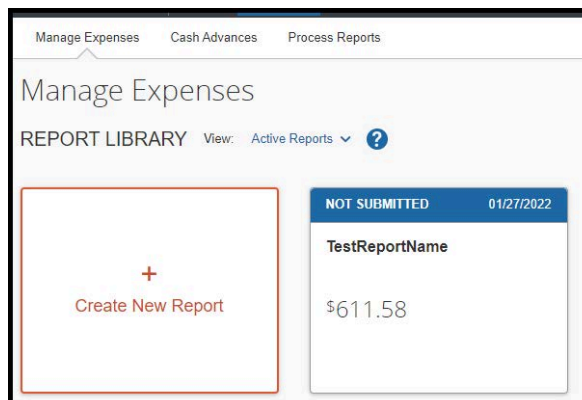 Manage Expenses Cash Advances Process Reports
Manage Expenses
REPORT LIBRARY View: Active Reports ?
NOT SUBMITTED 01/27/2022
TestReportName
+
Create New Report
$611.58